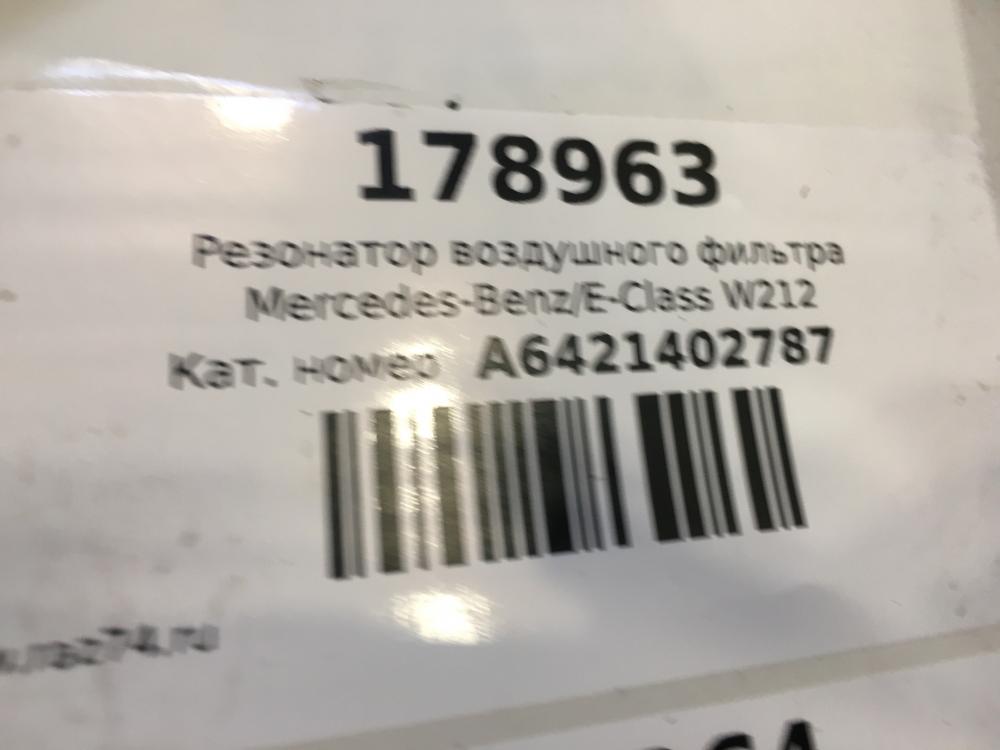 178963
Резонатор воздушного фильтра
Mercedes-Benz/E-Class W212
Кат. номер A6421402787